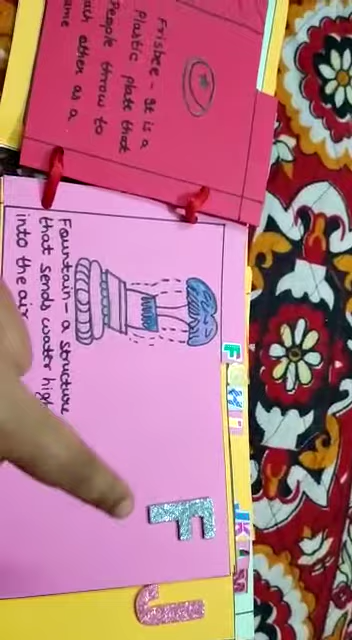 Frisbee - It is a
plastic plate that
People throw to
each other as a
game
F
Fountain - a structure
that sends water high
into the air
F
J